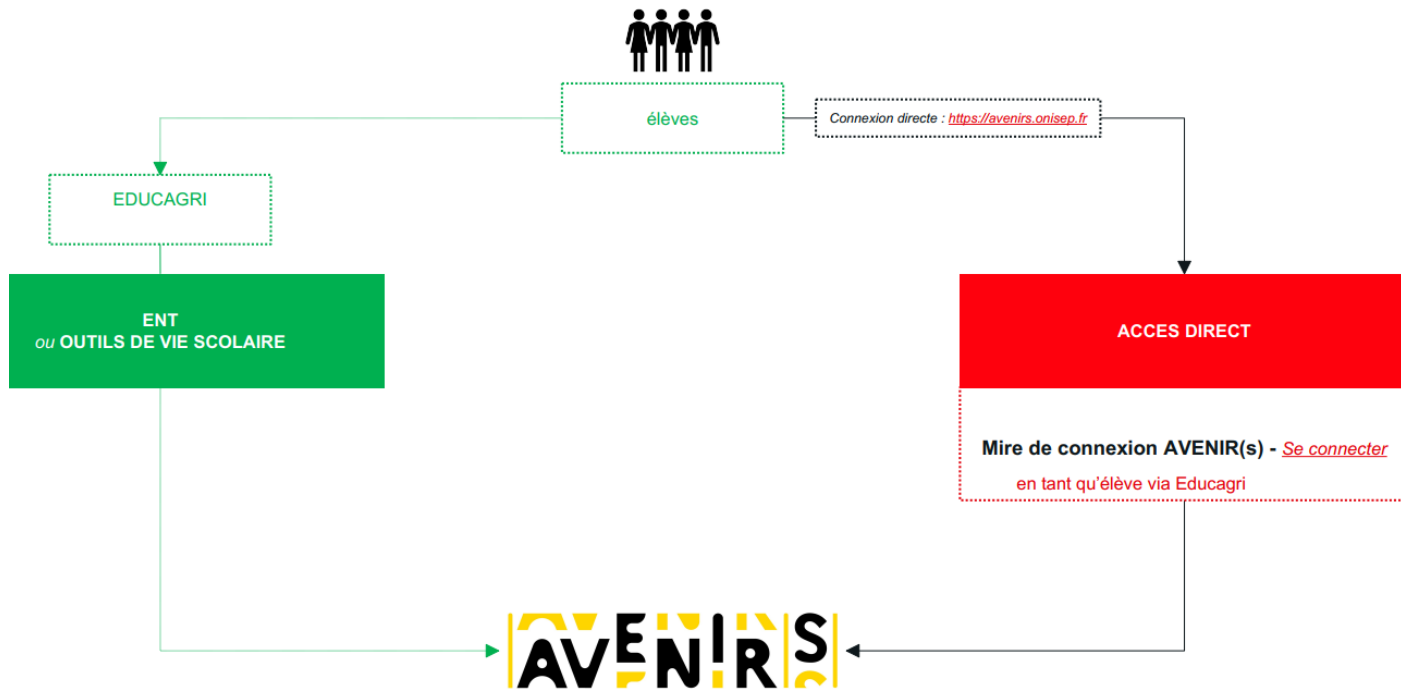 élèves
Connexion directe : https://avenirs.onisep.fr
EDUCAGRI
ENT
ou OUTILS DE VIE SCOLAIRE
ACCES DIRECT
Mire de connexion AVENIR(s) - Se connecter
en tant qu'élève via Educagri
AVENIRS